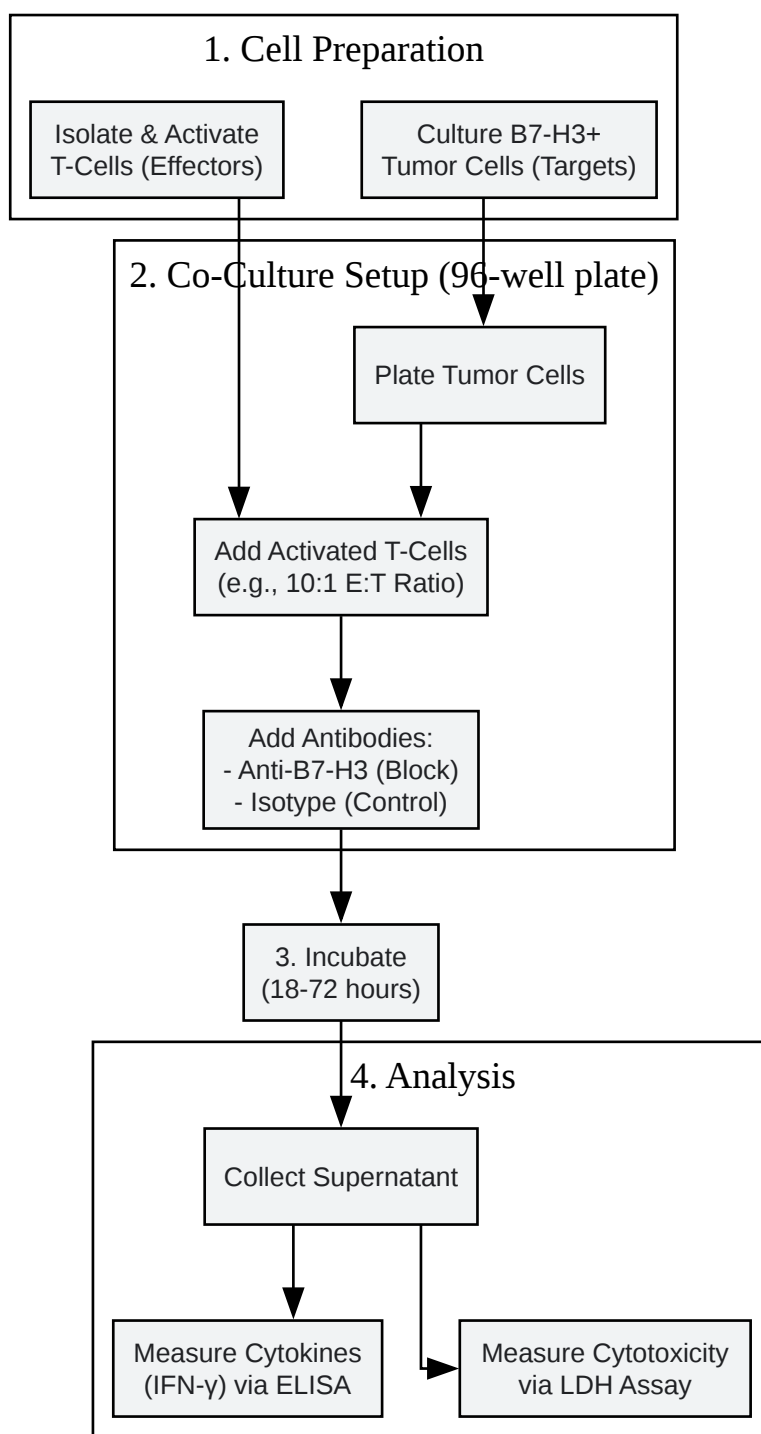 1. Cell Preparation
Isolate & Activate
T-Cells (Effectors)
Culture B7-H3+
Tumor Cells (Targets)
2. Co-Culture Setup (96-well plate)
Plate Tumor Cells
Add Activated T-Cells
(e.g., 10:1 E:T Ratio)
Add Antibodies:
- Anti-B7-H3 (Block)
- Isotype (Control)
3. Incubate
(18-72 hours)
4. Analysis
Collect Supernatant
Measure Cytokines
(IFN-γ) via ELISA
Measure Cytotoxicity
via LDH Assay